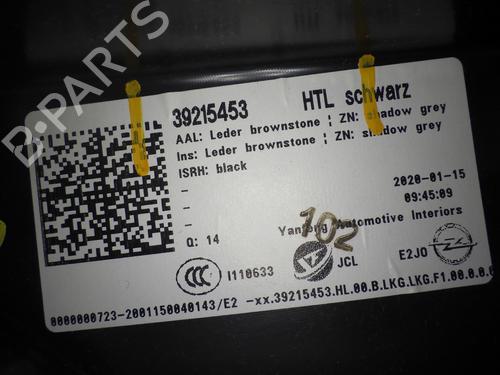 B-PARTS
39215453 HTL schwarz
AAL: Leder brownstone ; ZN: shadow grey
Ins: Leder brownstone ; ZN: shadow grey
ISRH: black
-
-
-
2020-01-15
09:45:09
Q: 14
Yanfeng Automotive Interiors
102
CCC I110633 JCL E2JO
0000000723-2001150040143/E2 -xx.39215453.HL.00.B.LKG.LKG.F1.00.0.0.0